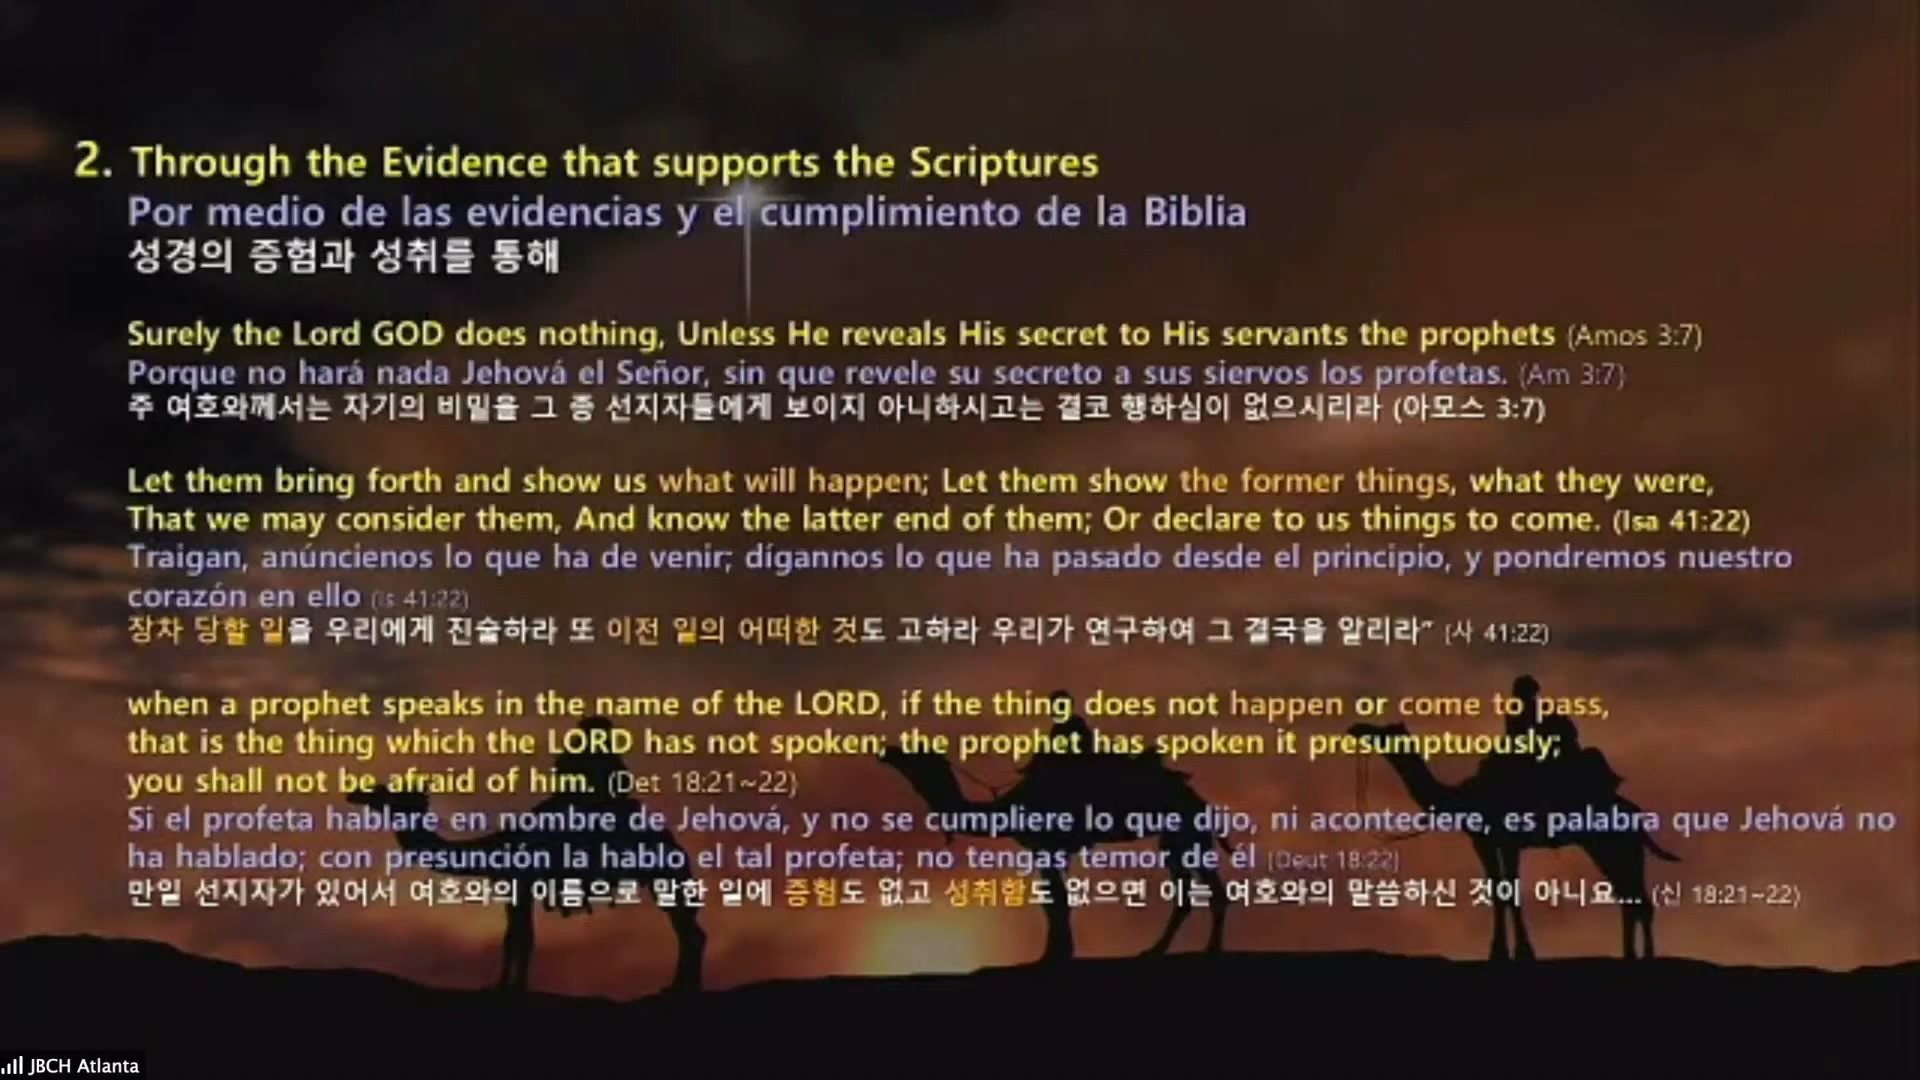 2. Through the Evidence that supports the Scriptures
Por medio de las evidencias y el cumplimiento de la Biblia
성경의 증험과 성취를 통해
Surely the Lord GOD does nothing, Unless He reveals His secret to His servants the prophets (Amos 3:7)
Porque no hará nada Jehová el Señor, sin que revele su secreto a sus siervos los profetas. (Am 3:7)
주 여호와께서는 자기의 비밀을 그 종 선지자들에게 보이지 아니하시고는 결코 행하심이 없으시리라 (아모스 3:7)
Let them bring forth and show us what will happen; Let them show the former things, what they were,
That we may consider them, And know the latter end of them; Or declare to us things to come. (Isa 41:22)
Traigan, anúncienos lo que ha de venir; dígannos lo que ha pasado desde el principio, y pondremos nuestro
corazón en ello (Is 41:22)
장차 당할 일을 우리에게 진술하라 또 이전 일의 어떠한 것도 고하라 우리가 연구하여 그 결국을 알리라” (사 41:22)
when a prophet speaks in the name of the LORD, if the thing does not happen or come to pass,
that is the thing which the LORD has not spoken; the prophet has spoken it presumptuously;
you shall not be afraid of him. (Det 18:21~22)
Si el profeta hablare en nombre de Jehová, y no se cumpliere lo que dijo, ni aconteciere, es palabra que Jehová no
ha hablado; con presunción la hablo el tal profeta; no tengas temor de él (Deut 18:22)
만일 선지자가 있어서 여호와의 이름으로 말한 일에 증험도 없고 성취함도 없으면 이는 여호와의 말씀하신 것이 아니요... (신 18:21~22)
JBCH Atlanta